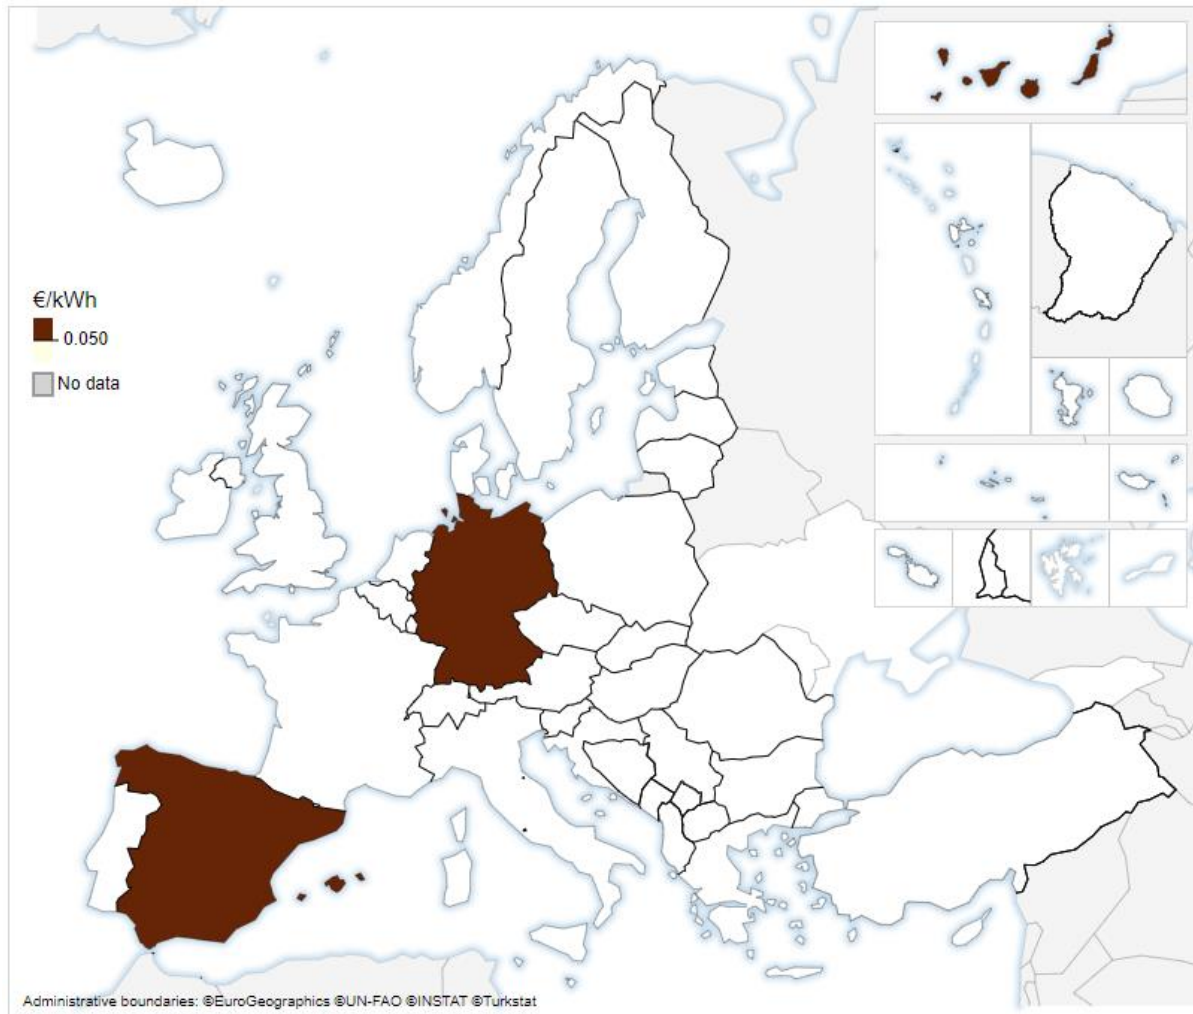 €/kWh
0.050
No data
Administrative boundaries: ©EuroGeographics ©UN-FAO ©INSTAT ©Turkstat